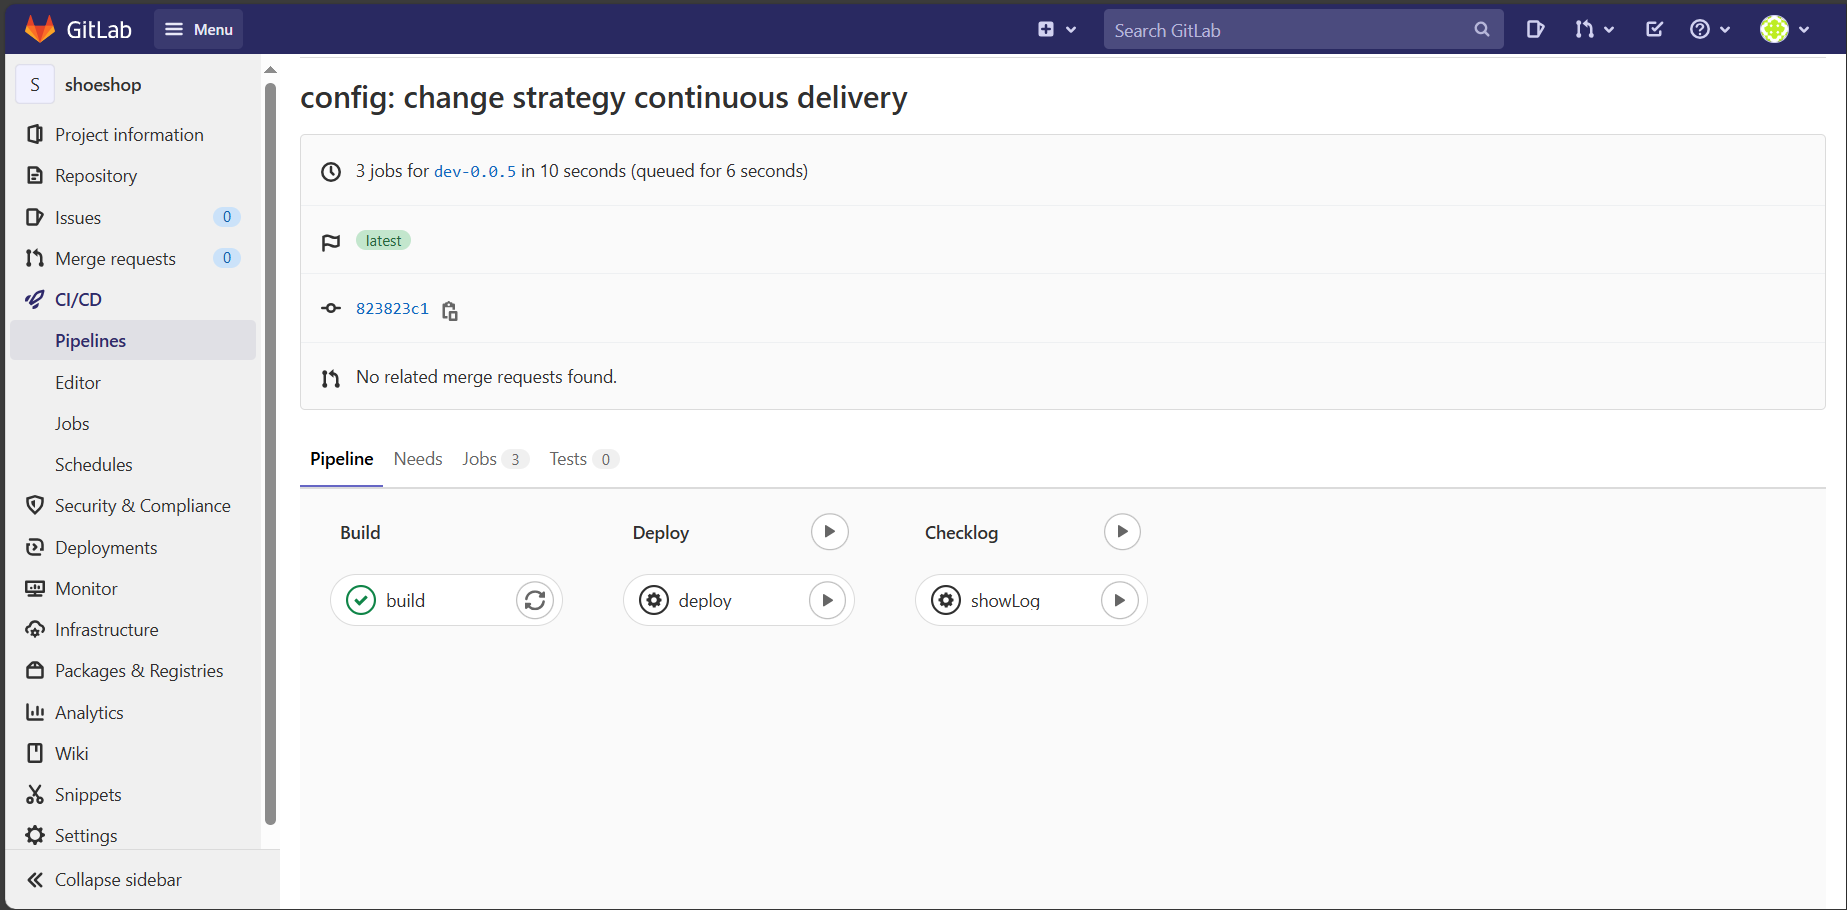 GitLab
Menu
Search GitLab
S
shoeshop
Project information
Repository
Issues 0
Merge requests 0
CI/CD
Pipelines
Editor
Jobs
Schedules
Security & Compliance
Deployments
Monitor
Infrastructure
Packages & Registries
Analytics
Wiki
Snippets
Settings
Collapse sidebar
config: change strategy continuous delivery
3 jobs for dev-0.0.5 in 10 seconds (queued for 6 seconds)
latest
823823c1
No related merge requests found.
Pipeline Needs Jobs 3 Tests 0
Build Deploy Checklog
build deploy showLog